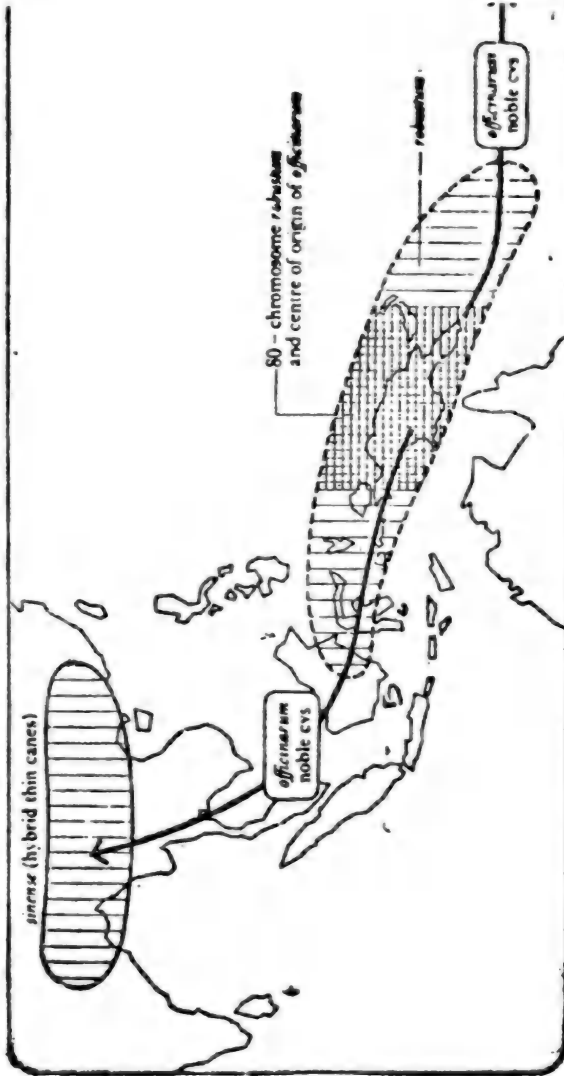 sinense (hybrid thin canes)
officinarum
noble cvs
80 – chromosome robustum
and centre of origin of officinarum
robustum
officinarum
noble cvs